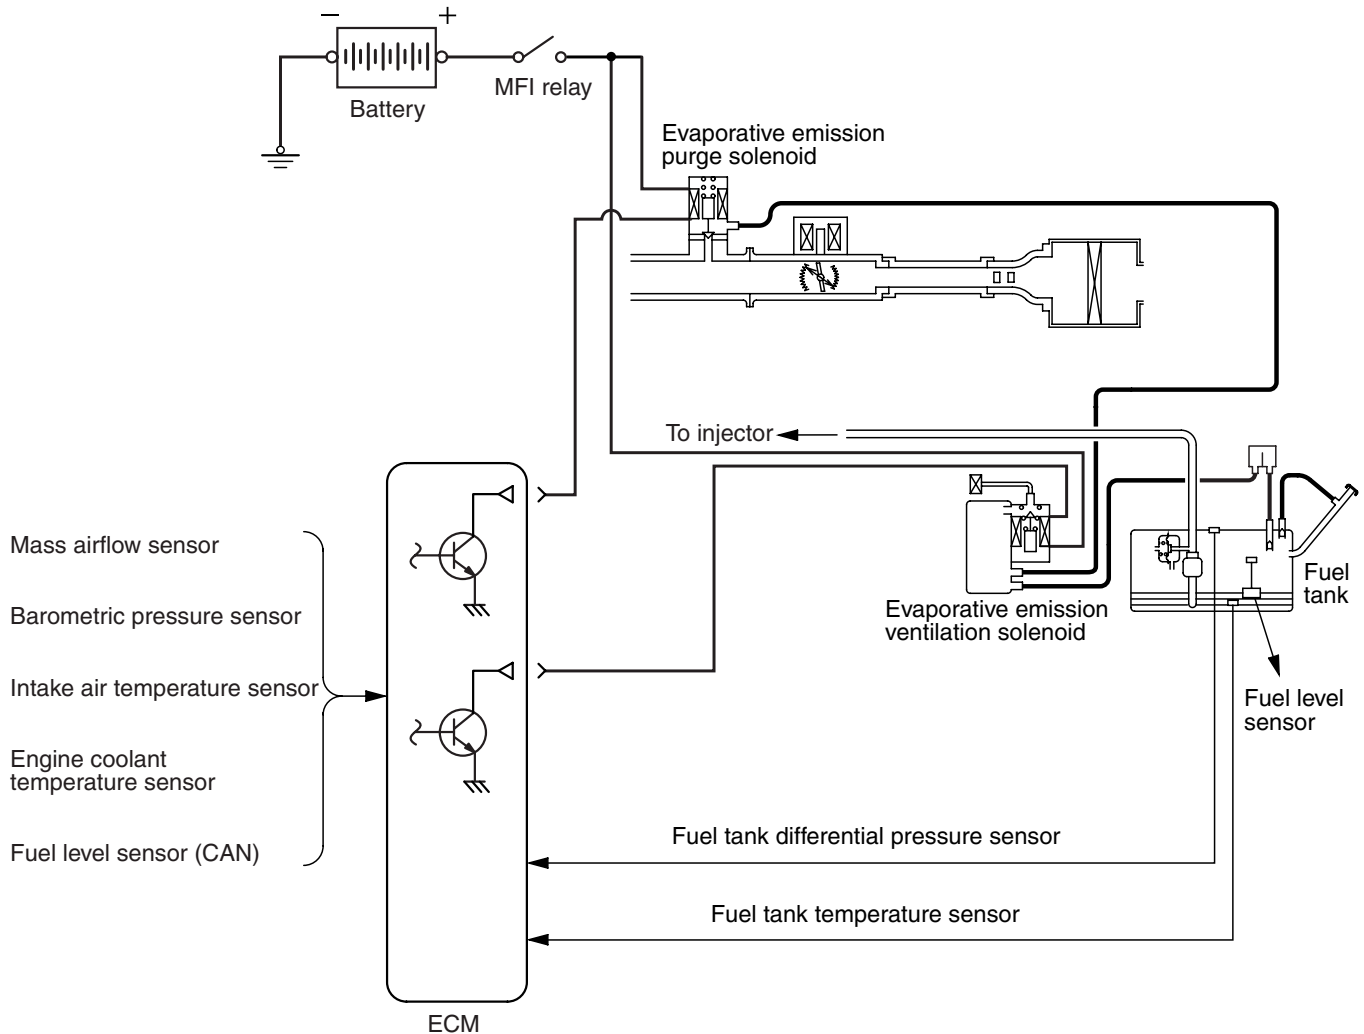 − +
Battery
MFI relay
Evaporative emission
purge solenoid
To injector
Mass airflow sensor
Barometric pressure sensor
Intake air temperature sensor
Engine coolant
temperature sensor
Fuel level sensor (CAN)
Evaporative emission
ventilation solenoid
Fuel
tank
Fuel level
sensor
Fuel tank differential pressure sensor
Fuel tank temperature sensor
ECM